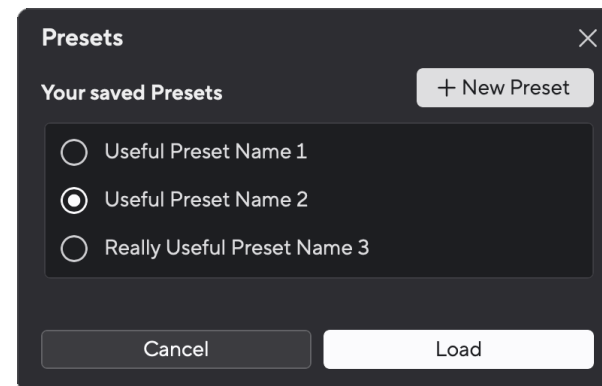 Presets
Your saved Presets
+ New Preset
Useful Preset Name 1
Useful Preset Name 2
Really Useful Preset Name 3
Cancel
Load